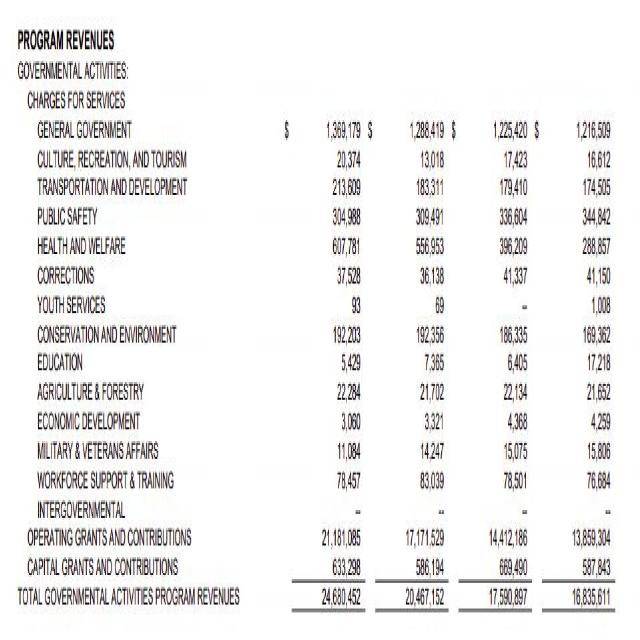 PROGRAM REVENUES
GOVERNMENTAL ACTIVITIES:
CHARGES FOR SERVICES
GENERAL GOVERNMENT $ 1,369,179 $ 1,288,419 $ 1,225,420 $ 1,216,509
CULTURE, RECREATION, AND TOURISM 20,374 13,018 17,423 16,612
TRANSPORTATION AND DEVELOPMENT 213,609 183,311 179,410 174,505
PUBLIC SAFETY 304,988 309,491 336,604 344,842
HEALTH AND WELFARE 607,781 556,953 396,209 288,857
CORRECTIONS 37,528 36,138 41,337 41,150
YOUTH SERVICES 93 69 -- 1,008
CONSERVATION AND ENVIRONMENT 192,203 192,356 186,335 169,362
EDUCATION 5,429 7,365 6,405 17,218
AGRICULTURE & FORESTRY 22,284 21,702 22,134 21,652
ECONOMIC DEVELOPMENT 3,060 3,321 4,368 4,259
MILITARY & VETERANS AFFAIRS 11,084 14,247 15,075 15,806
WORKFORCE SUPPORT & TRAINING 78,457 83,039 78,501 76,684
INTERGOVERNMENTAL -- -- -- --
OPERATING GRANTS AND CONTRIBUTIONS 21,181,085 17,171,529 14,412,186 13,859,304
CAPITAL GRANTS AND CONTRIBUTIONS 633,298 586,194 669,490 587,843
TOTAL GOVERNMENTAL ACTIVITIES PROGRAM REVENUES 24,680,452 20,467,152 17,590,897 16,835,611